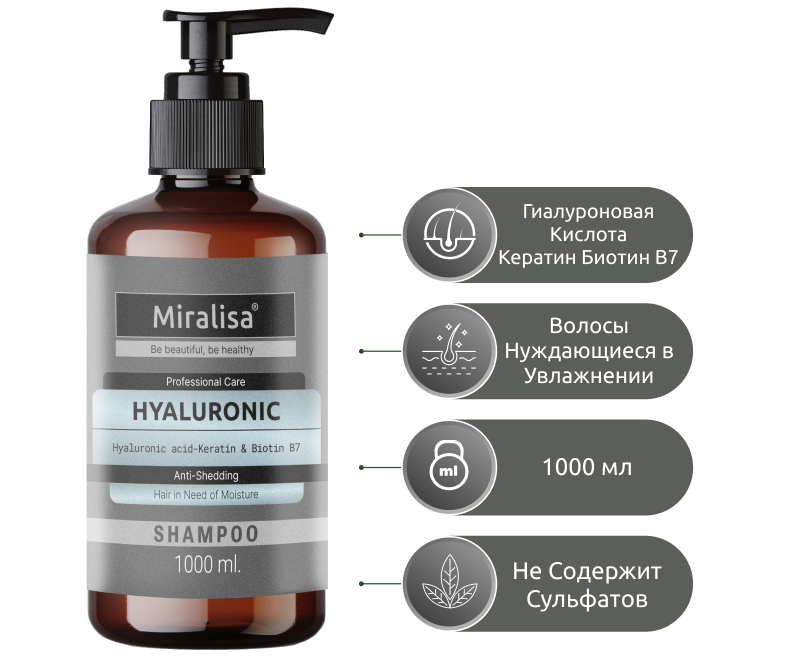 Miralisa®
Be beautiful, be healthy
Professional Care
HYALURONIC
Hyaluronic acid-Keratin & Biotin B7
Anti-Shedding
Hair in Need of Moisture
SHAMPOO
1000 ml.
Гиалуроновая
Кислота
Кератин Биотин В7
Волосы
Нуждающиеся в
Увлажнении
ml
1000 мл
Не Содержит
Сульфатов